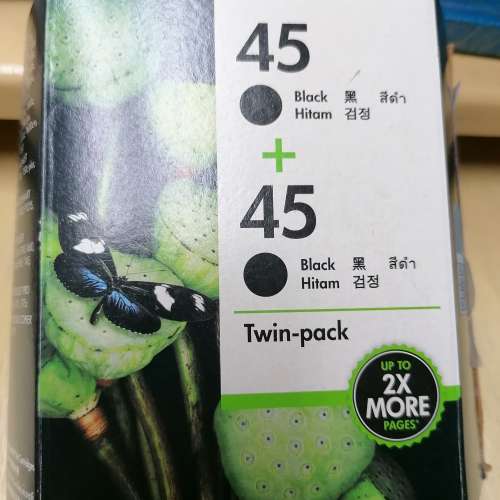 45
Black 黑 สีดำ
Hitam 검정
+
45
Black 黑 สีดำ
Hitam 검정
Twin-pack
UP TO
2X
MORE
PAGES*